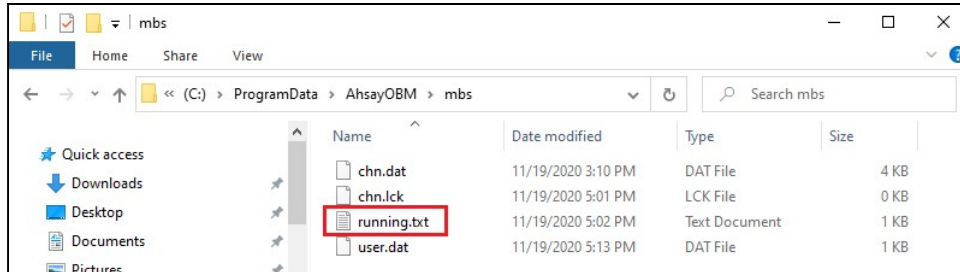 mbs
File Home Share View
« (C:) › ProgramData › AhsayOBM › mbs Search mbs
Name Date modified Type Size
Quick access
Downloads
Desktop
Documents
Pictures
chn.dat 11/19/2020 3:10 PM DAT File 4 KB
chn.lck 11/19/2020 5:01 PM LCK File 0 KB
running.txt 11/19/2020 5:02 PM Text Document 1 KB
user.dat 11/19/2020 5:13 PM DAT File 1 KB